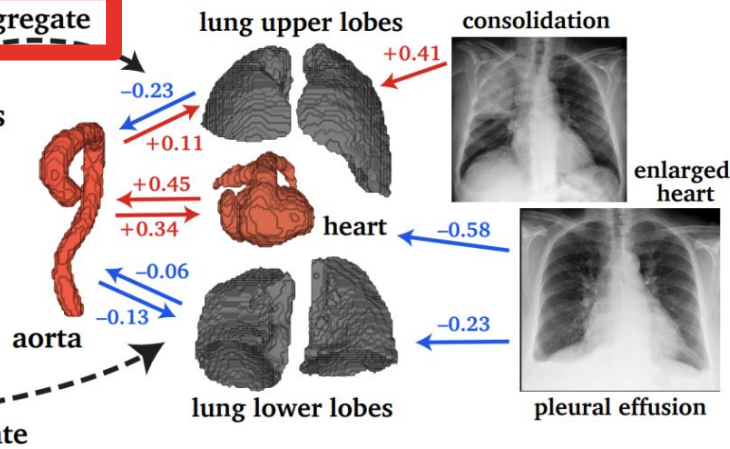 gregate
lung upper lobes
consolidation
+0.41
−0.23
+0.11
+0.45
+0.34
heart
enlarged
heart
−0.58
−0.06
−0.13
−0.23
aorta
lung lower lobes
pleural effusion